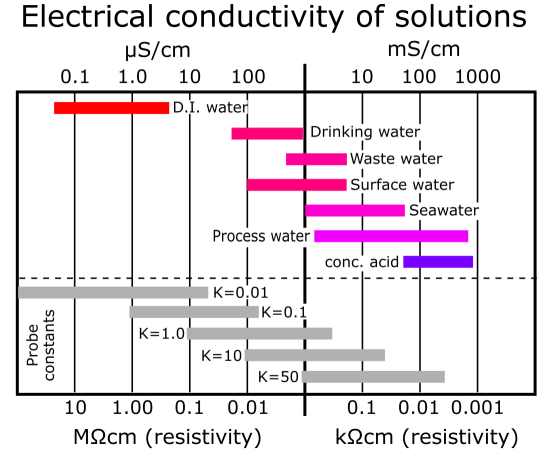 Electrical conductivity of solutions
µS/cm mS/cm
0.1 1.0 10 100 10 100 1000
D.I. water
Drinking water
Waste water
Surface water
Seawater
Process water
conc. acid
K=0.01
K=0.1
K=1.0
K=10
K=50
Probe
constants
10 1.00 0.1 0.01 0.1 0.01 0.001
MΩcm (resistivity) kΩcm (resistivity)